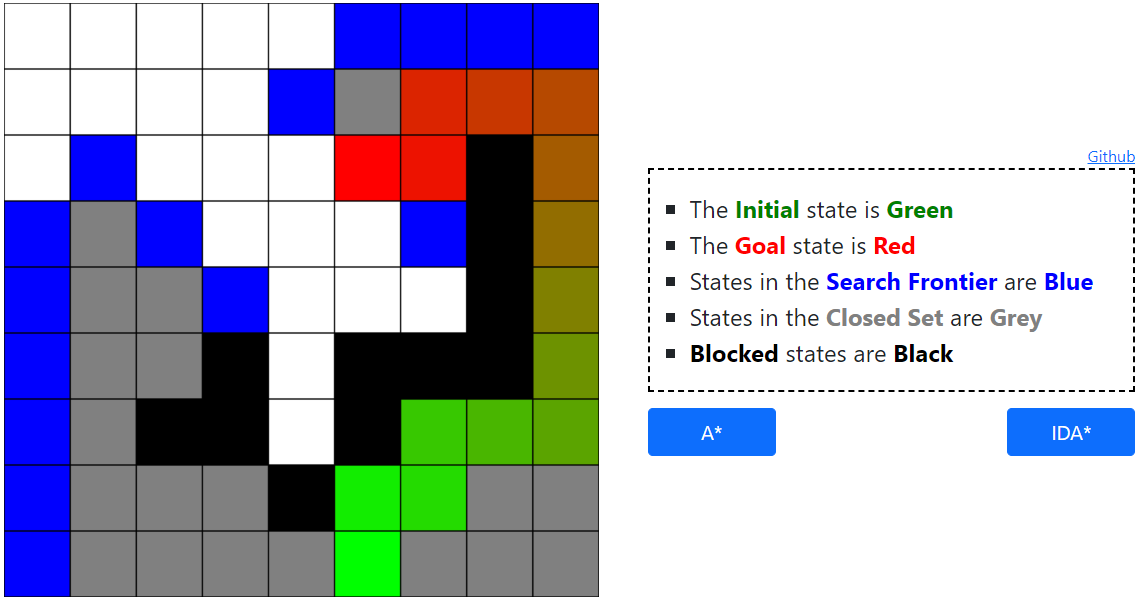 Github
The Initial state is Green
The Goal state is Red
States in the Search Frontier are Blue
States in the Closed Set are Grey
Blocked states are Black
A*
IDA*